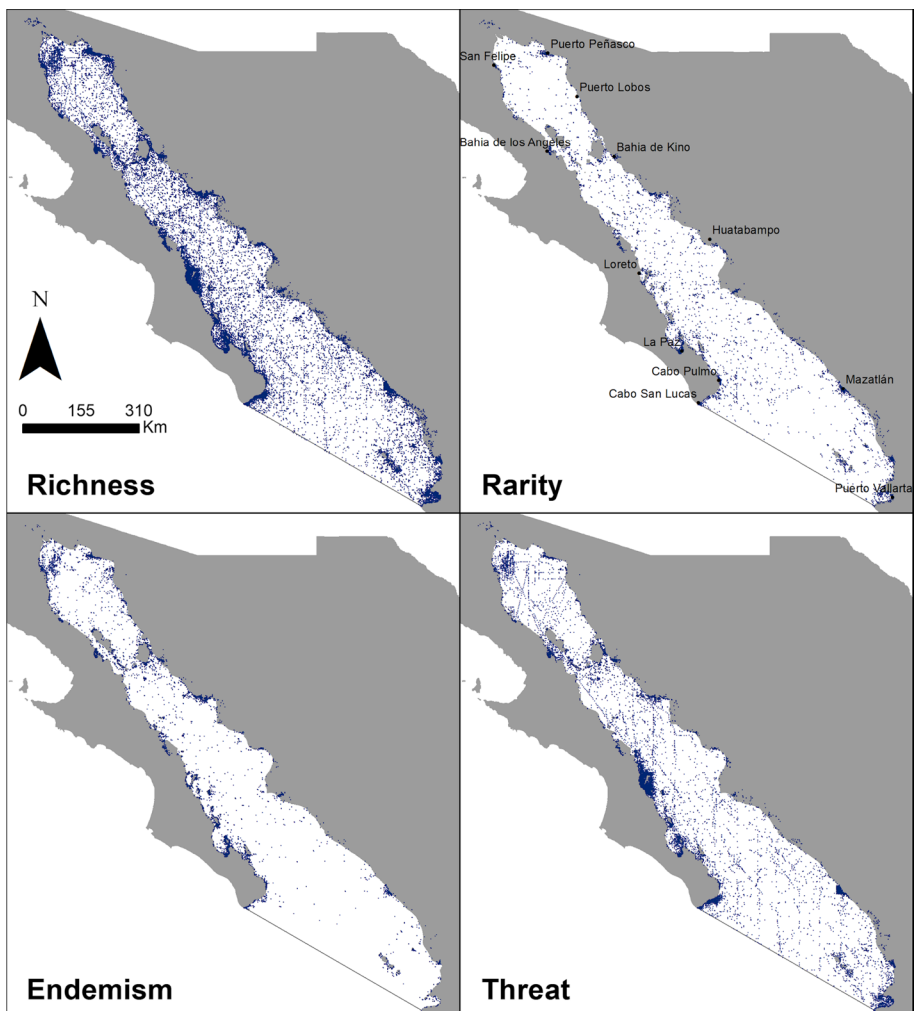 Puerto Peñasco
San Felipe
Puerto Lobos
Bahia de los Angeles
Bahia de Kino
Huatabampo
Loreto
N
La Paz
Cabo Pulmo
Mazatlán
Cabo San Lucas
0 155 310
Km
Puerto Vallarta
Richness
Rarity
Endemism
Threat